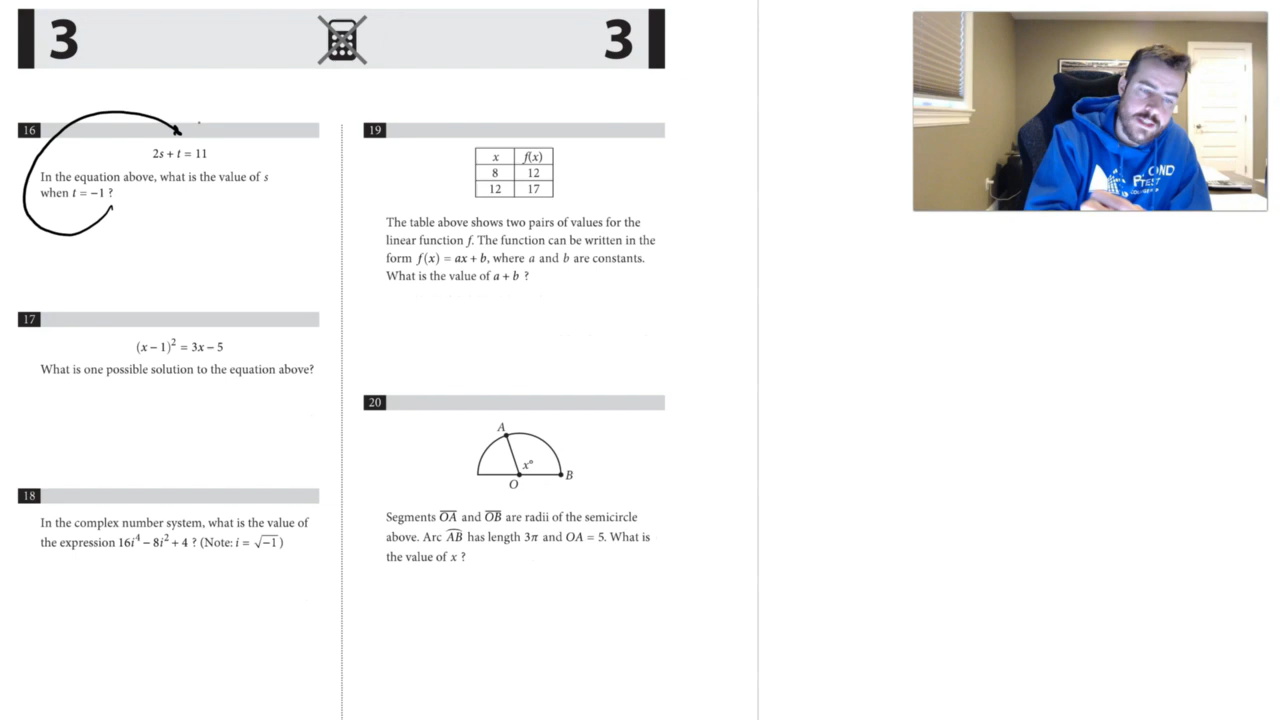 3
3
16
2s + t = 11
In the equation above, what is the value of s
when t = −1 ?
17
(x − 1)² = 3x − 5
What is one possible solution to the equation above?
18
In the complex number system, what is the value of
the expression 16i⁴ − 8i² + 4 ? (Note: i = √−1)
19
x f(x)
8 12
12 17
The table above shows two pairs of values for the
linear function f. The function can be written in the
form f(x) = ax + b, where a and b are constants.
What is the value of a + b ?
20
A
x°
O
B
Segments OA and OB are radii of the semicircle
above. Arc AB has length 3π and OA = 5. What is
the value of x ?